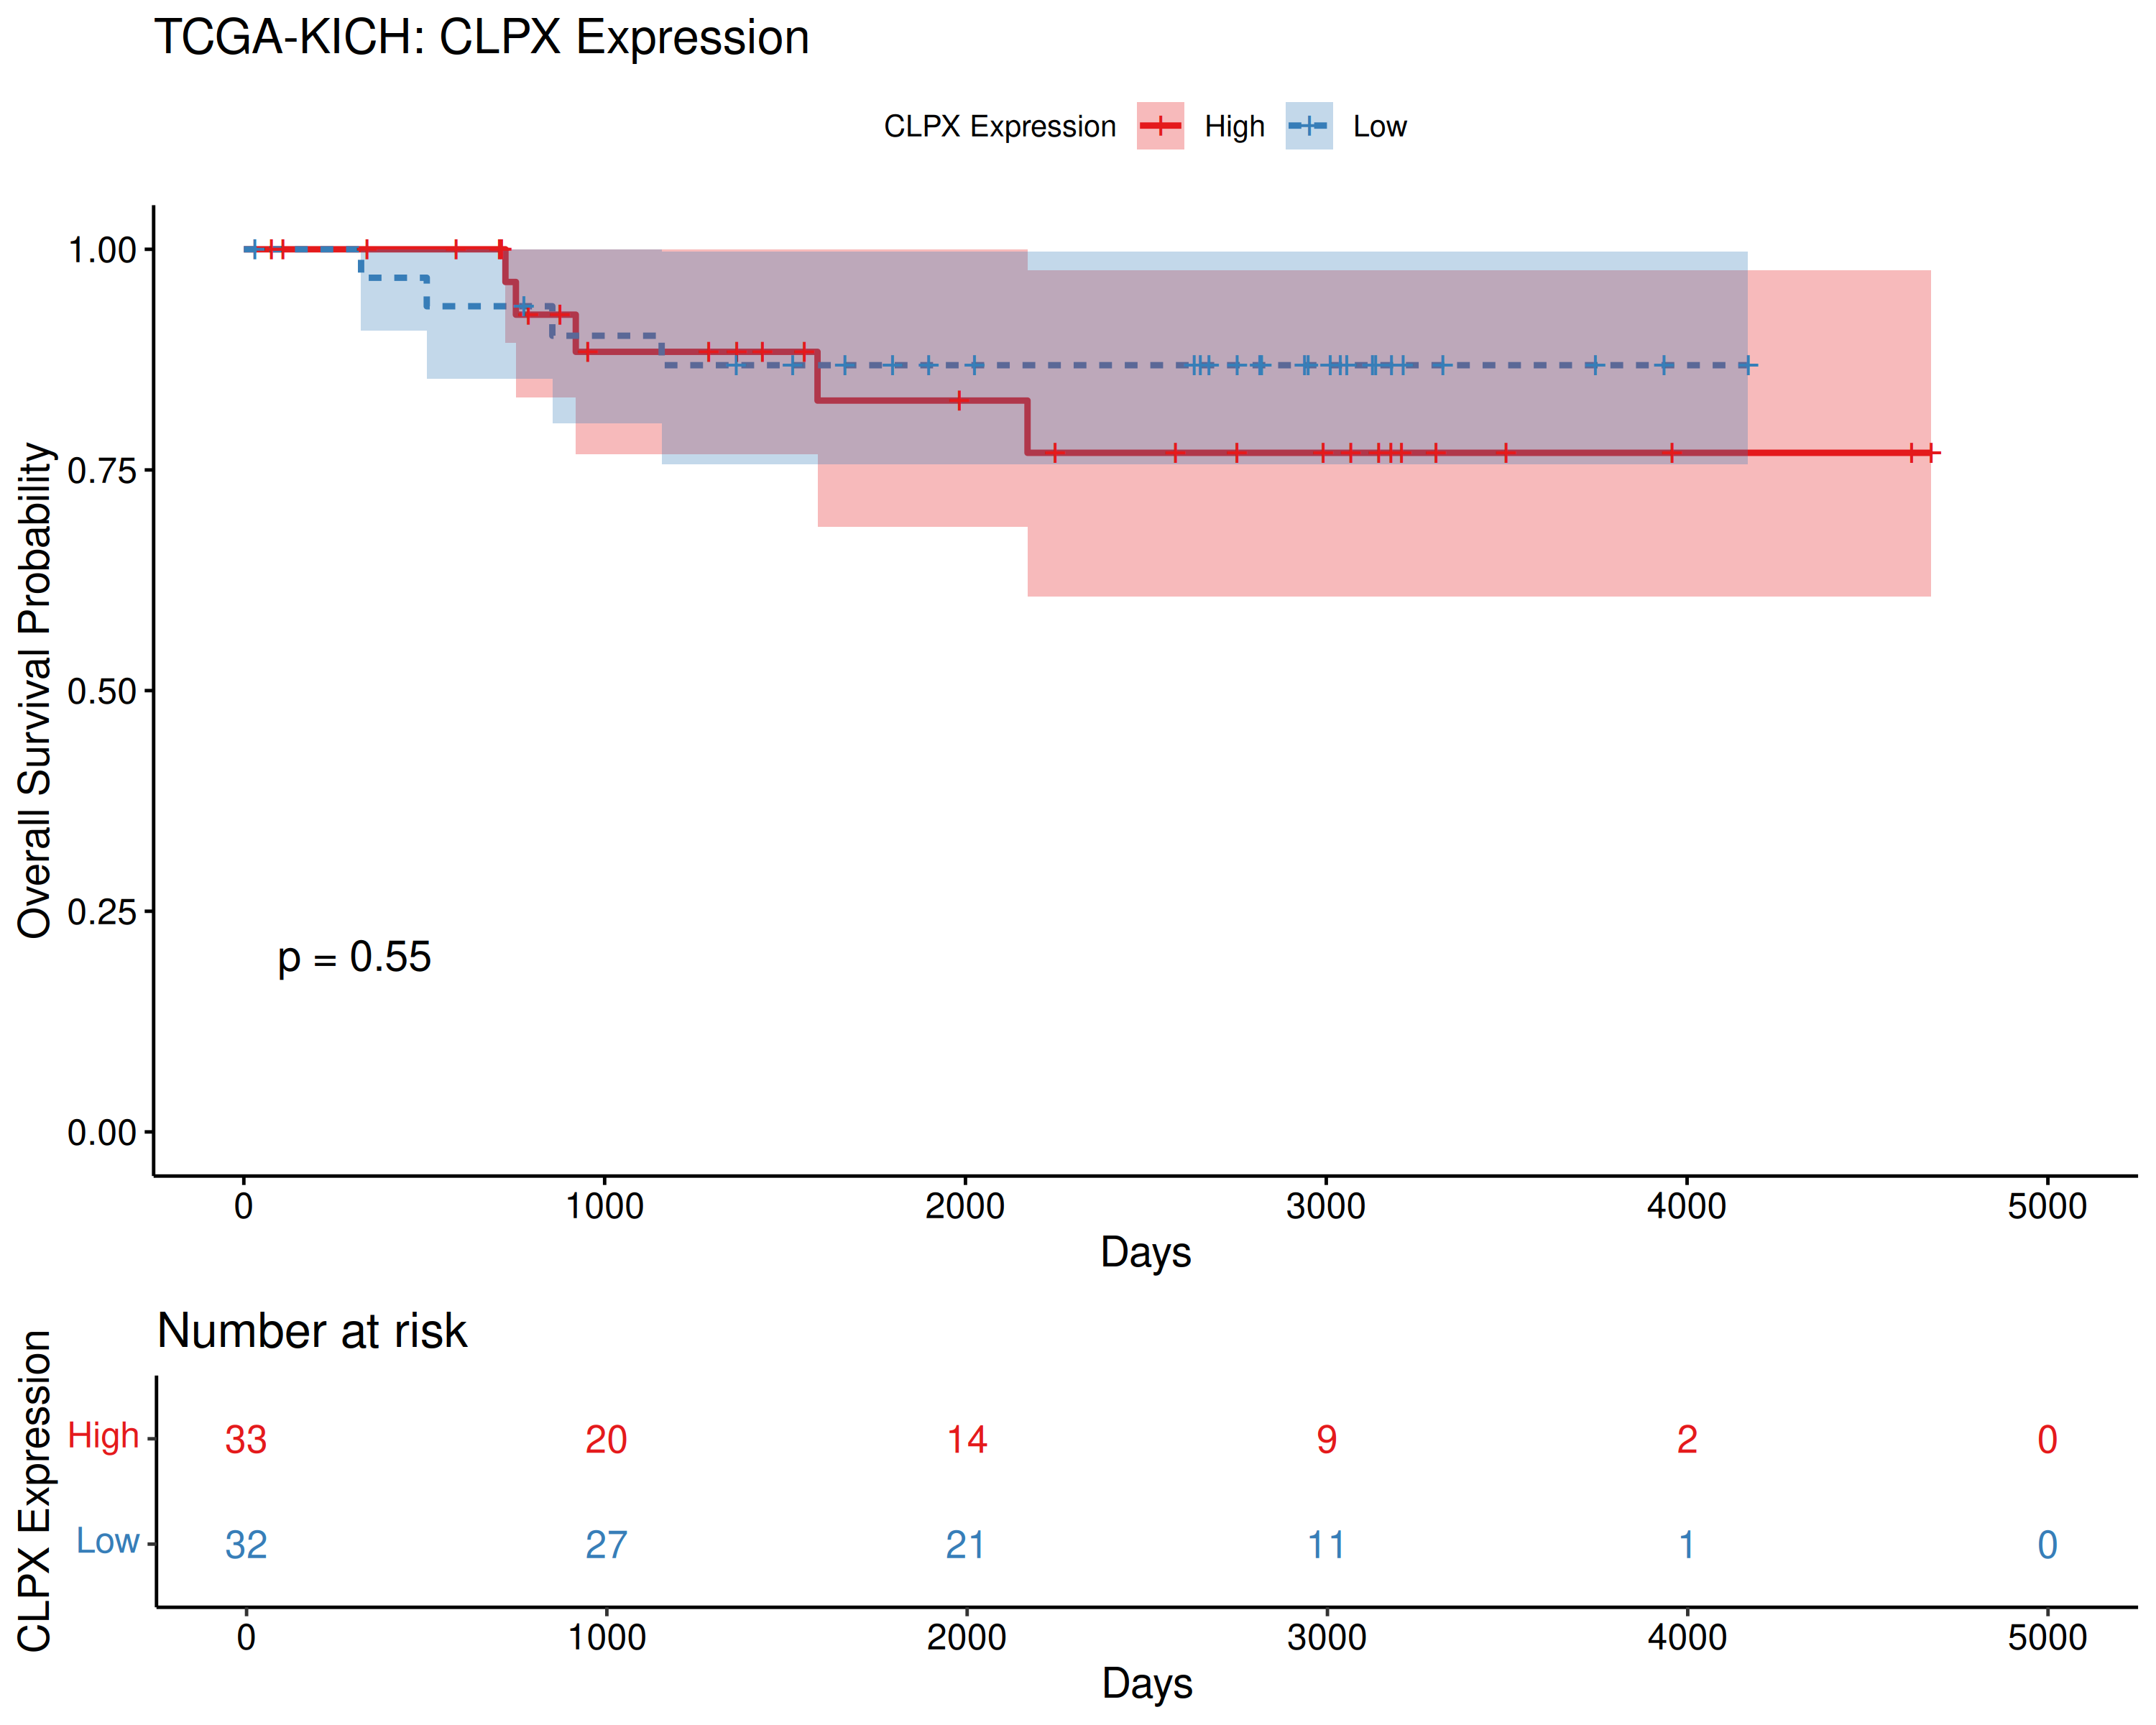 TCGA-KICH: CLPX Expression
CLPX Expression High Low
Overall Survival Probability
1.00
0.75
0.50
0.25
0.00
p = 0.55
0 1000 2000 3000 4000 5000
Days
Number at risk
CLPX Expression
High 33 20 14 9 2 0
Low 32 27 21 11 1 0
0 1000 2000 3000 4000 5000
Days